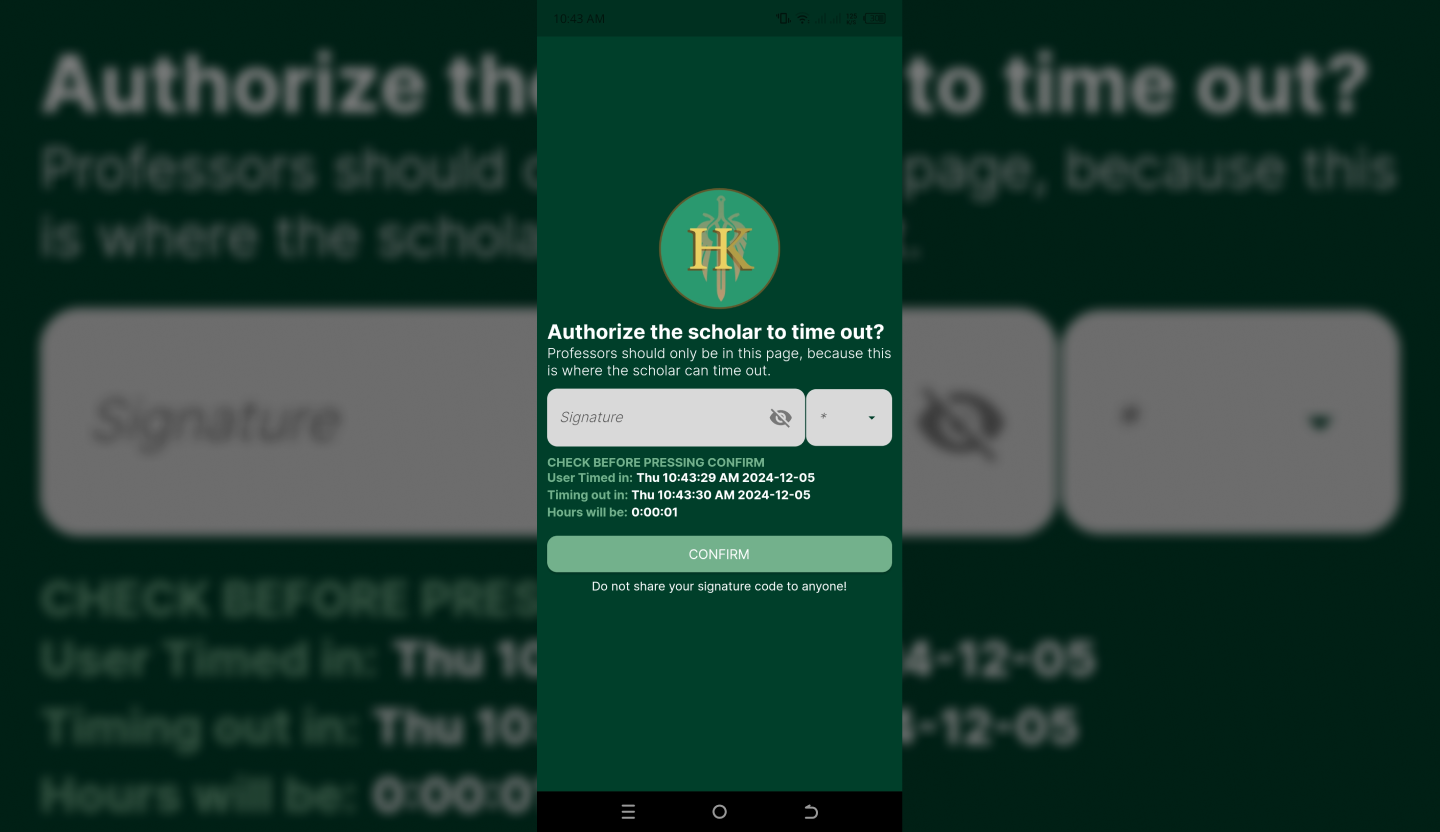 10:43 AM
HK
Authorize the scholar to time out?
Professors should only be in this page, because this
is where the scholar can time out.
Signature
*
CHECK BEFORE PRESSING CONFIRM
User Timed in: Thu 10:43:29 AM 2024-12-05
Timing out in: Thu 10:43:30 AM 2024-12-05
Hours will be: 0:00:01
CONFIRM
Do not share your signature code to anyone!